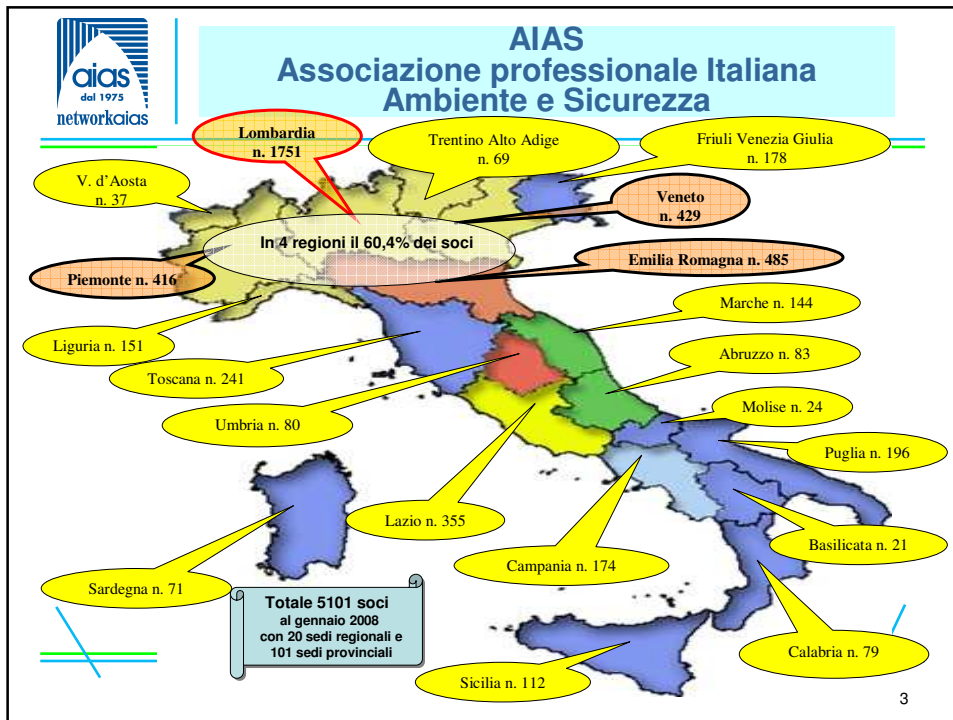 aias
dal 1975
networkaias
AIAS
Associazione professionale Italiana
Ambiente e Sicurezza
Lombardia
n. 1751
Trentino Alto Adige
n. 69
Friuli Venezia Giulia
n. 178
V. d'Aosta
n. 37
Veneto
n. 429
In 4 regioni il 60,4% dei soci
Piemonte n. 416
Emilia Romagna n. 485
Marche n. 144
Liguria n. 151
Abruzzo n. 83
Toscana n. 241
Molise n. 24
Umbria n. 80
Puglia n. 196
Lazio n. 355
Basilicata n. 21
Campania n. 174
Sardegna n. 71
Totale 5101 soci
al gennaio 2008
con 20 sedi regionali e
101 sedi provinciali
Calabria n. 79
Sicilia n. 112
3